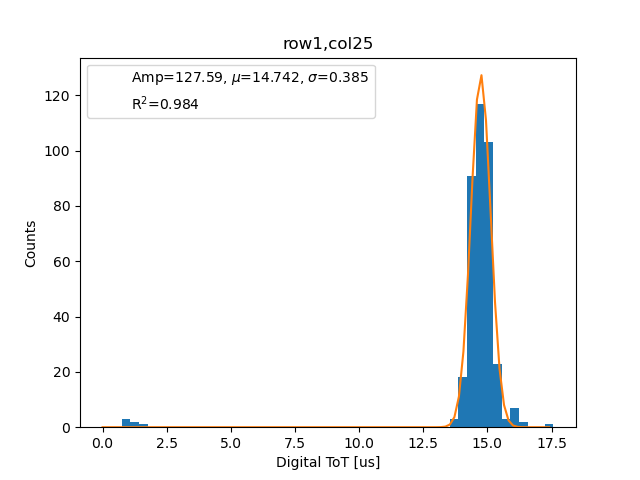 row1,col25
Amp=127.59, μ=14.742, σ=0.385
R²=0.984
120
100
80
60
40
20
0
Counts
0.0 2.5 5.0 7.5 10.0 12.5 15.0 17.5
Digital ToT [us]